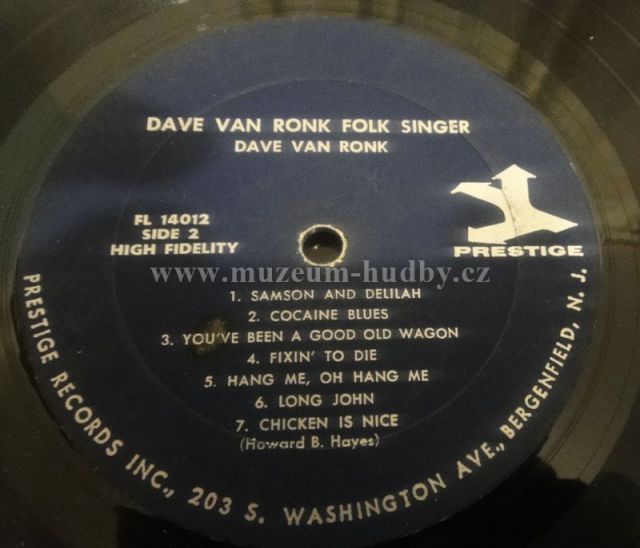 DAVE VAN RONK FOLK SINGER
DAVE VAN RONK
FL 14012
SIDE 2
HIGH FIDELITY
PRESTIGE
www.muzeum-hudby.cz
1. SAMSON AND DELILAH
2. COCAINE BLUES
3. YOU'VE BEEN A GOOD OLD WAGON
4. FIXIN' TO DIE
5. HANG ME, OH HANG ME
6. LONG JOHN
7. CHICKEN IS NICE
(Howard B. Hayes)
PRESTIGE RECORDS INC., 203 S. WASHINGTON AVE., BERGENFIELD, N. J.